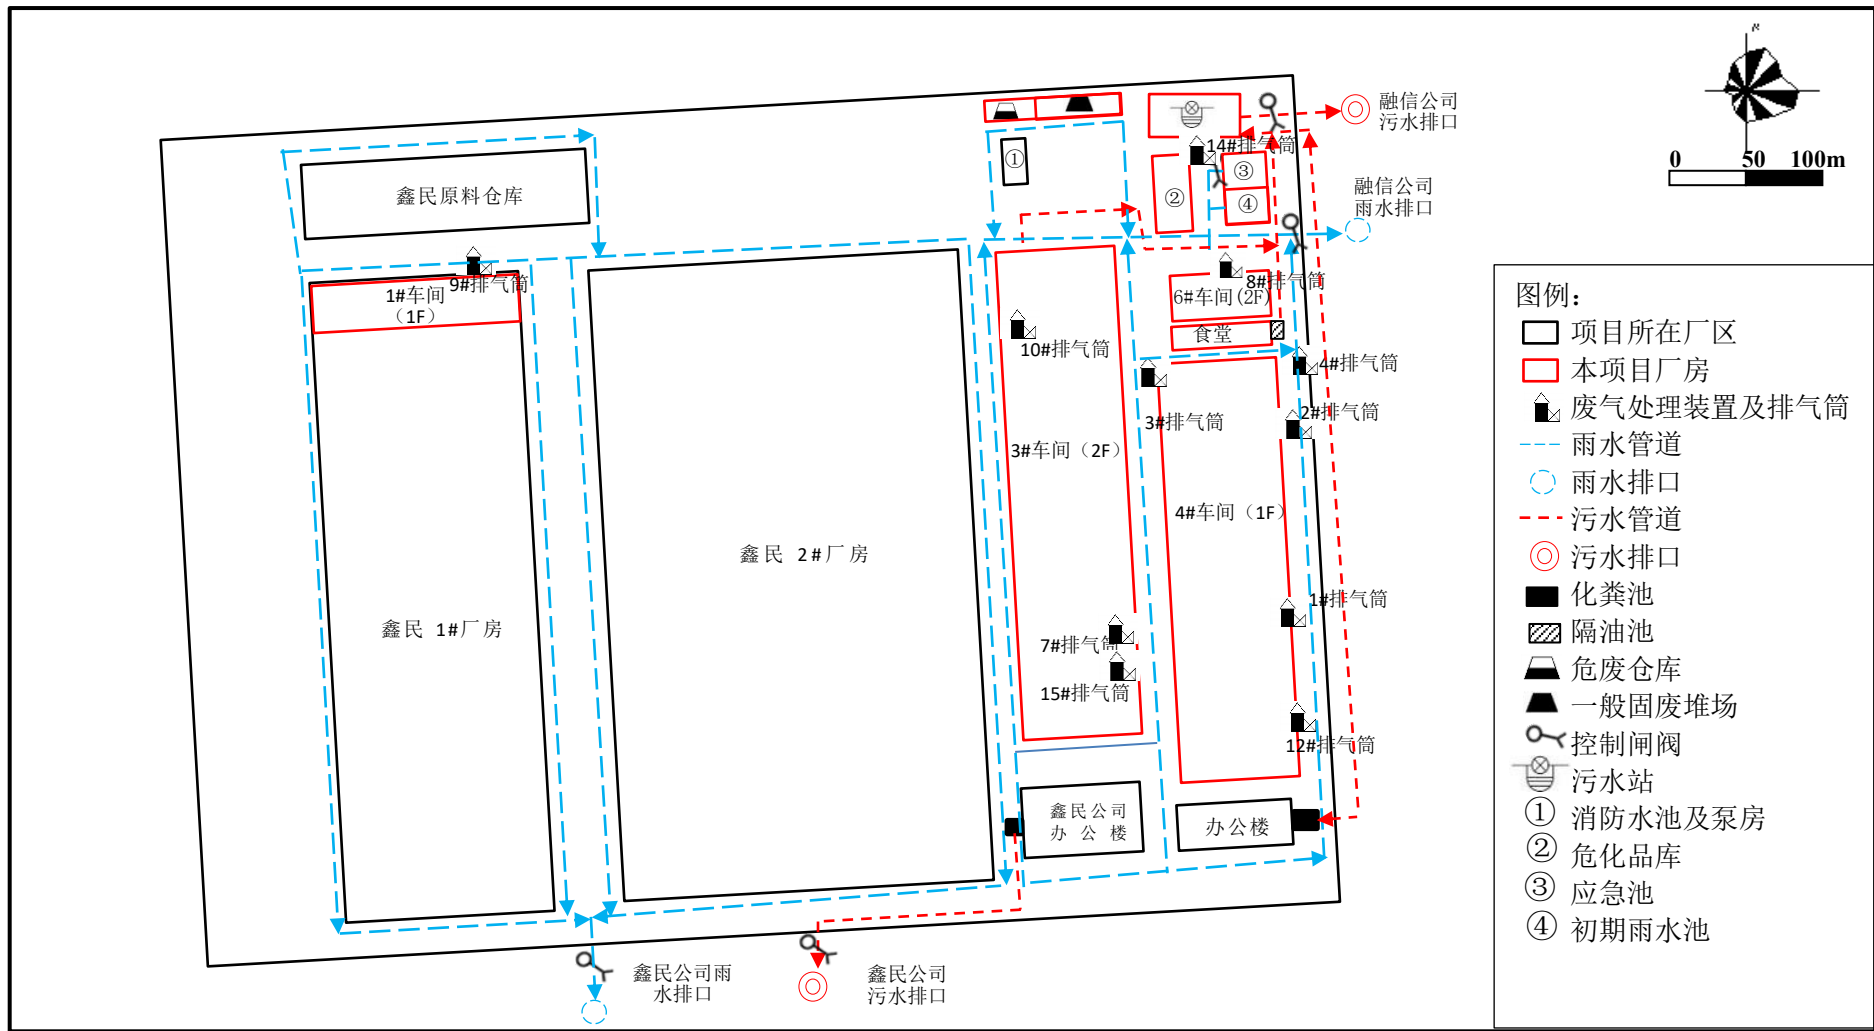 融信公司
污水排口
0 50 100m
14#排气筒
①
③
②
④
融信公司
雨水排口
鑫民原料仓库
9#排气筒
1#车间
（1F）
8#排气筒
6#车间(2F)
食堂
10#排气筒
4#排气筒
2#排气筒
3#排气筒
3#车间（2F）
4#车间（1F）
鑫民 2#厂房
鑫民 1#厂房
1#排气筒
7#排气筒
15#排气筒
12#排气筒
鑫民公司
办公楼
办公楼
鑫民公司雨
水排口
鑫民公司
污水排口
图例：
项目所在厂区
本项目厂房
废气处理装置及排气筒
雨水管道
雨水排口
污水管道
污水排口
化粪池
隔油池
危废仓库
一般固废堆场
控制闸阀
污水站
① 消防水池及泵房
② 危化品库
③ 应急池
④ 初期雨水池